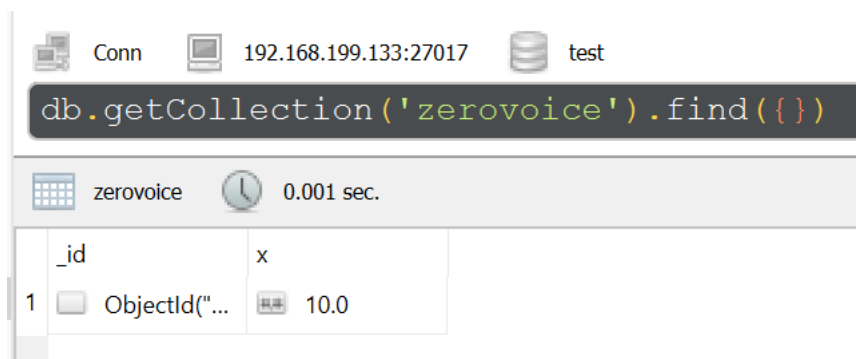 Conn 192.168.199.133:27017 test
db.getCollection('zerovoice').find({})
zerovoice 0.001 sec.
_id x
1 ObjectId("... 10.0